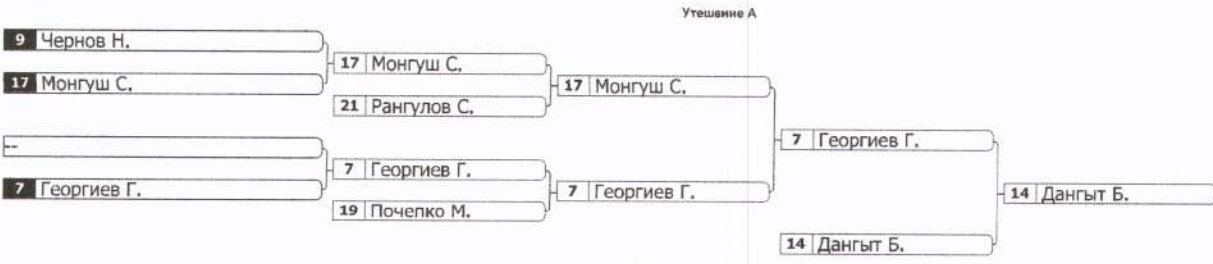 Утешение А
9 Чернов Н.
17 Монгуш С.
17 Монгуш С.
21 Рангулов С.
17 Монгуш С.
--
7 Георгиев Г.
7 Георгиев Г.
19 Почепко М.
7 Георгиев Г.
7 Георгиев Г.
14 Дангыт Б.
14 Дангыт Б.